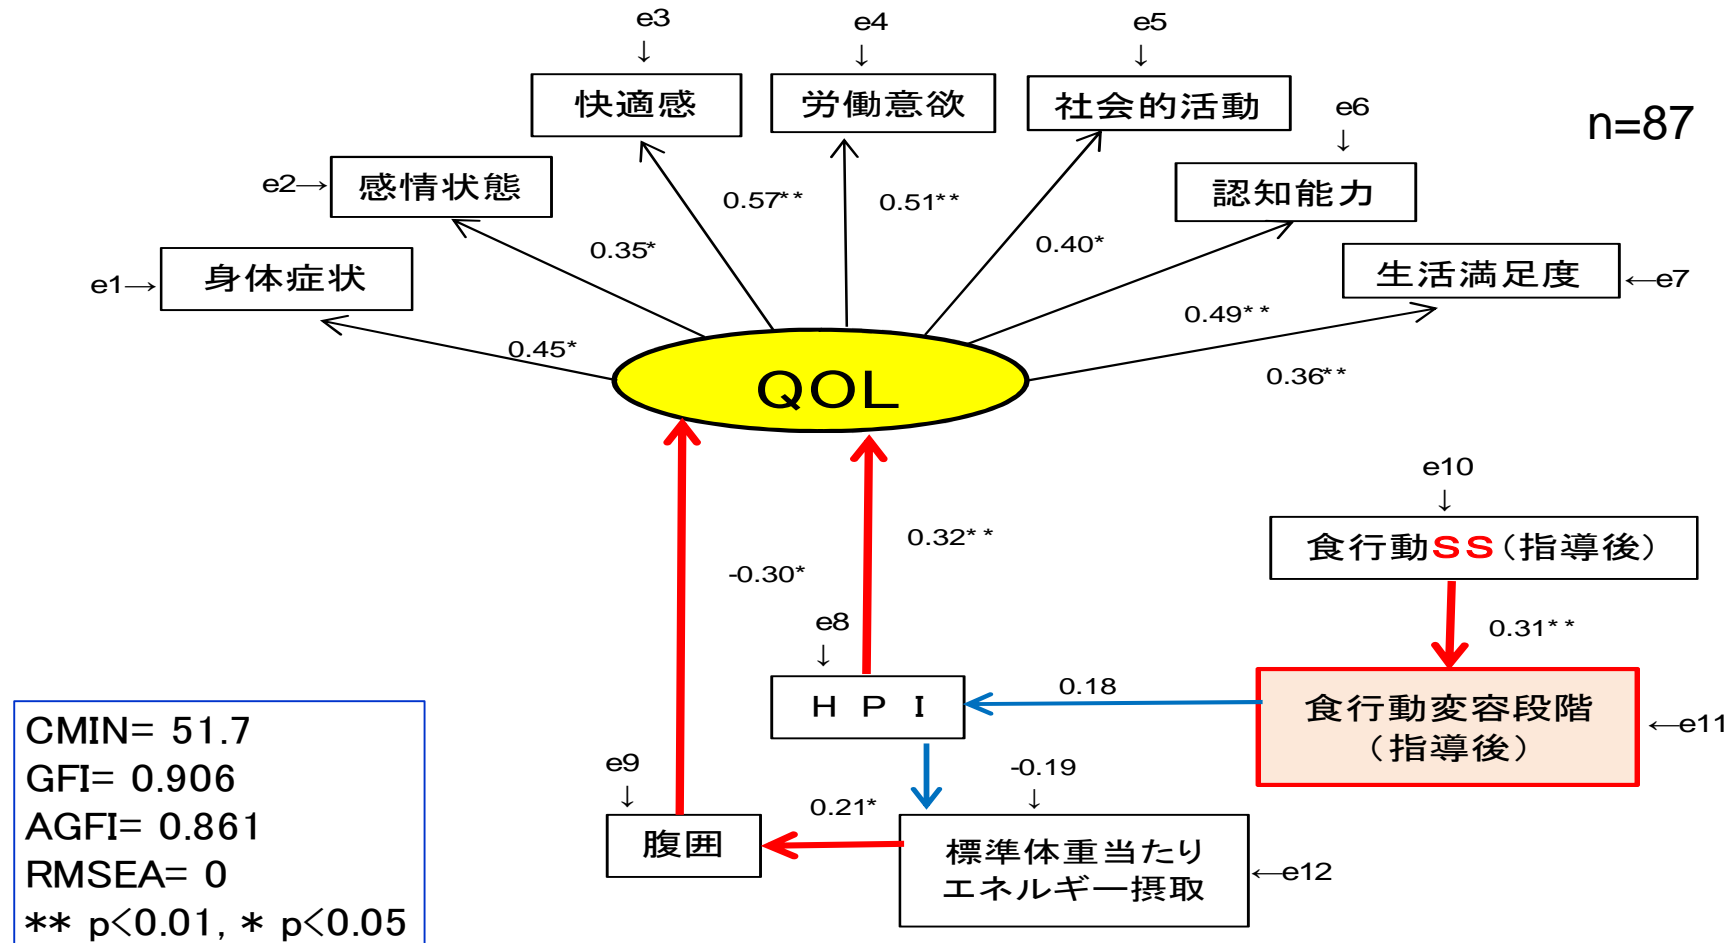 e3
e4
e5
快適感
労働意欲
社会的活動
e6
n=87
e2→
感情状態
0.57**
0.51**
認知能力
0.35*
0.40*
e1→
身体症状
生活満足度
←e7
0.49**
0.45*
0.36**
QOL
e10
食行動SS(指導後)
0.32**
-0.30*
e8
0.31**
HPI
0.18
食行動変容段階
(指導後)
←e11
e9
-0.19
0.21*
腹囲
標準体重当たり
エネルギー摂取
←e12
CMIN= 51.7
GFI= 0.906
AGFI= 0.861
RMSEA= 0
** p<0.01, * p<0.05